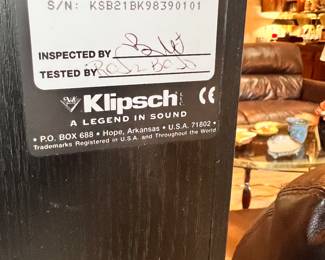 S/N: KSB21BK98390101
INSPECTED BY
TESTED BY
Klipsch
A LEGEND IN SOUND
• P.O. BOX 688 • Hope, Arkansas • U.S.A. 71802 •
Trademarks Registered in U.S.A. and Throughout the World